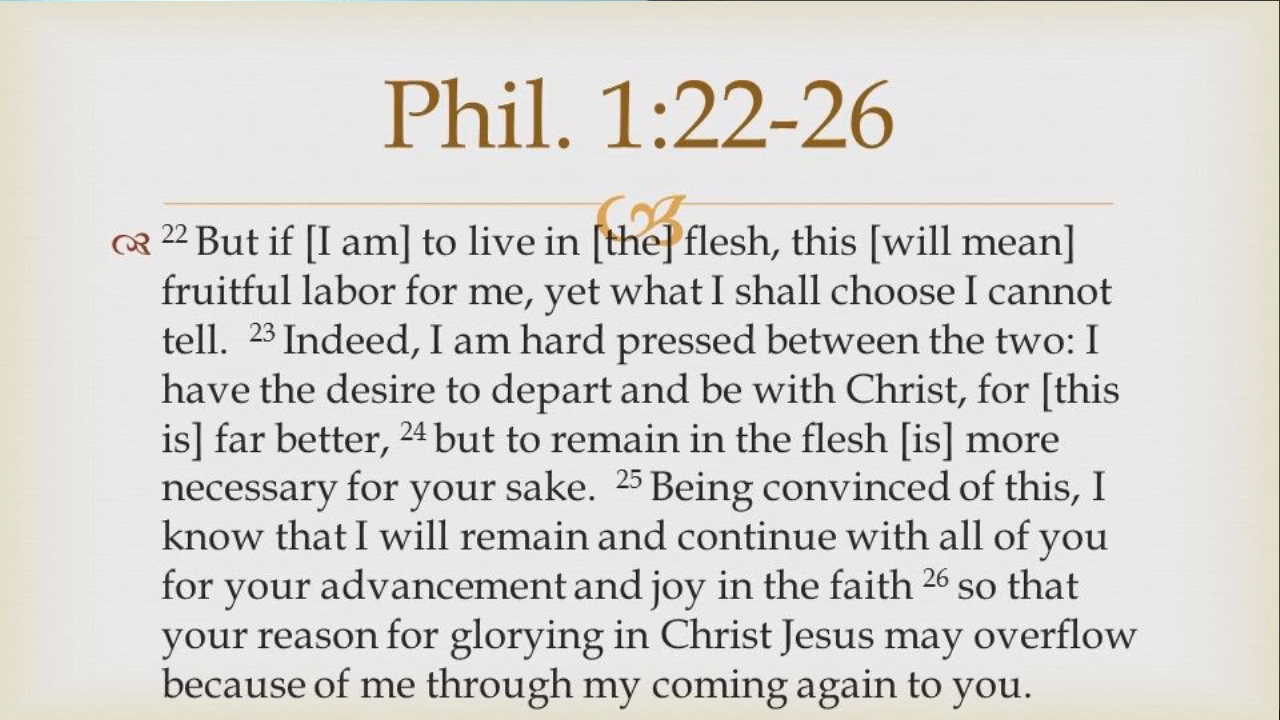 Phil. 1:22-26
22 But if [I am] to live in [the] flesh, this [will mean]
fruitful labor for me, yet what I shall choose I cannot
tell. 23 Indeed, I am hard pressed between the two: I
have the desire to depart and be with Christ, for [this
is] far better, 24 but to remain in the flesh [is] more
necessary for your sake. 25 Being convinced of this, I
know that I will remain and continue with all of you
for your advancement and joy in the faith 26 so that
your reason for glorying in Christ Jesus may overflow
because of me through my coming again to you.